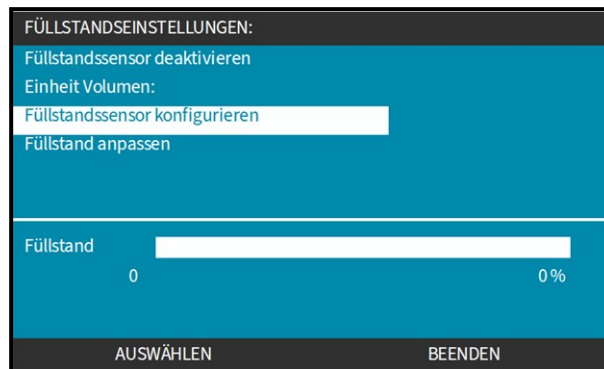 FÜLLSTANDSEINSTELLUNGEN:
Füllstandssensor deaktivieren
Einheit Volumen:
Füllstandssensor konfigurieren
Füllstand anpassen
Füllstand
0 0 %
AUSWÄHLEN BEENDEN